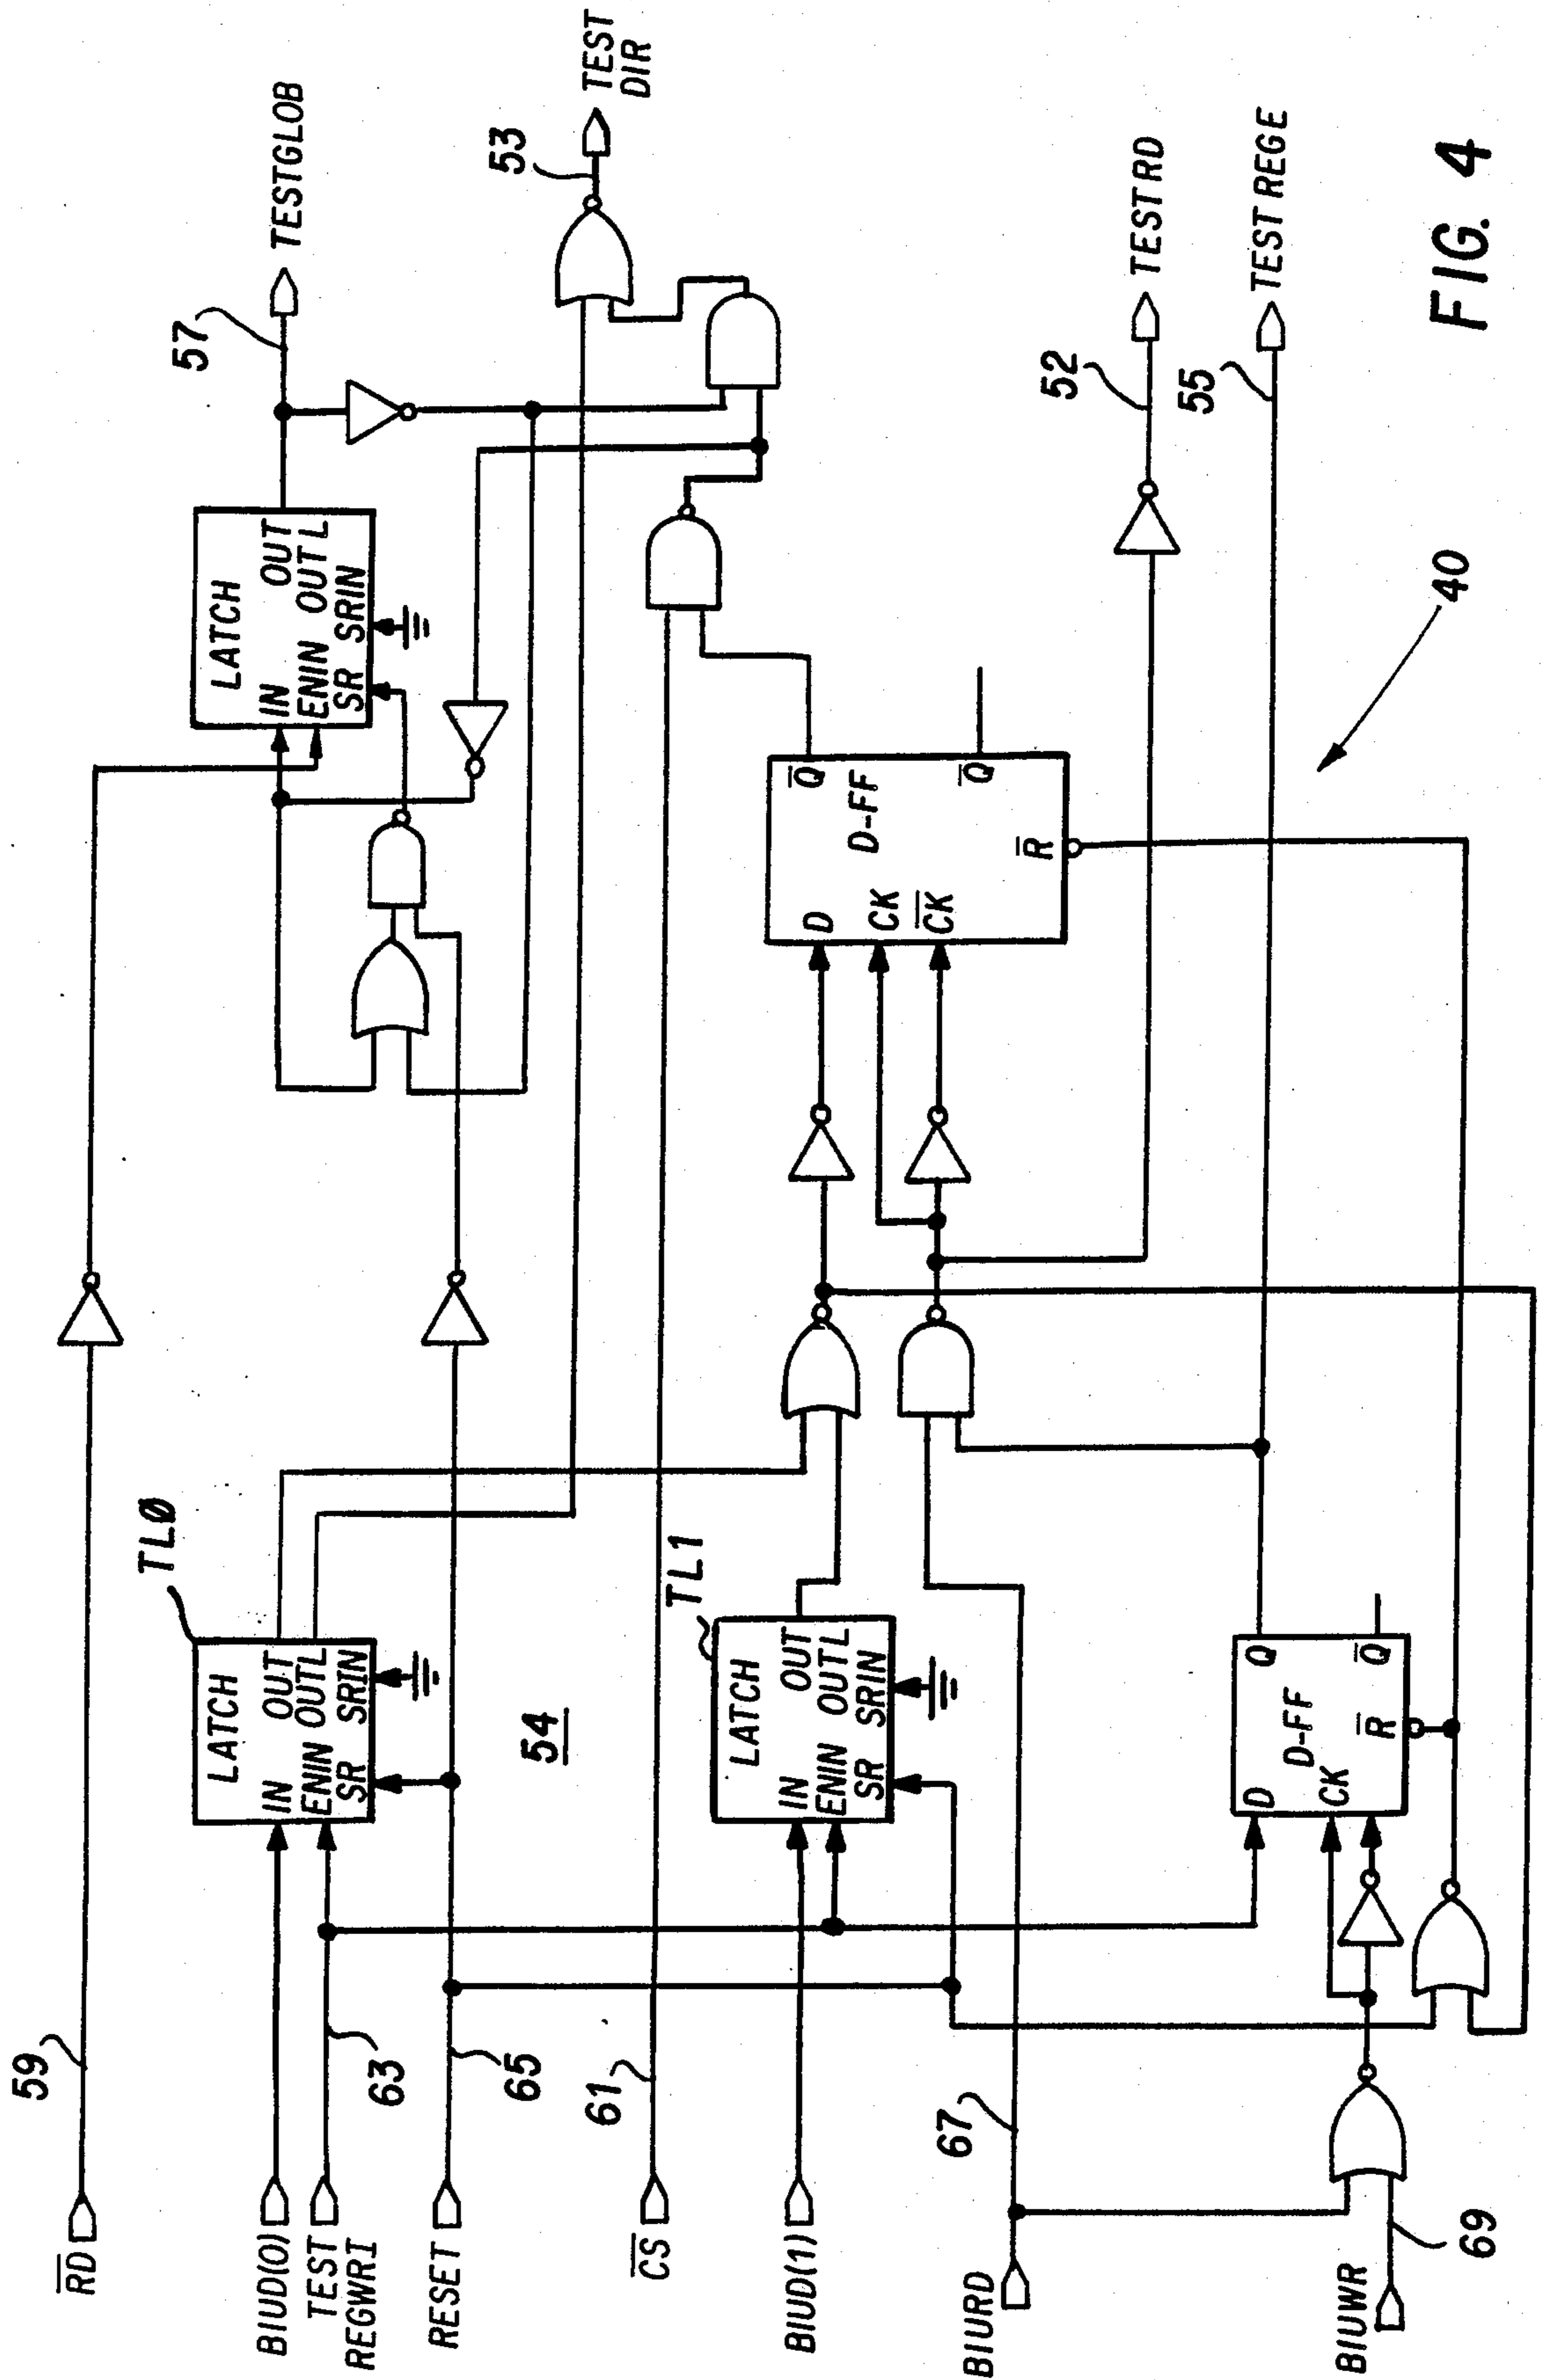 59
57
TESTGLOB
R̅D̅
TLØ
LATCH
IN OUT
ENIN OUTL
SR SRIN
LATCH
IN OUT
ENIN OUTL
SR SRIN
BIUD(0)
TEST
REGWRI
63
53
TEST
DIR
RESET
65
54
61
C̅S̅
TL1
LATCH
IN OUT
ENIN OUTL
SR SRIN
BIUD(1)
D Q̅
D-FF
CK
C̅K̅
Q̅
R̅
67
BIURD
52
TEST RD
55
TEST REGE
D Q
D-FF
CK
R̅ Q̅
BIUWR
69
40
FIG. 4